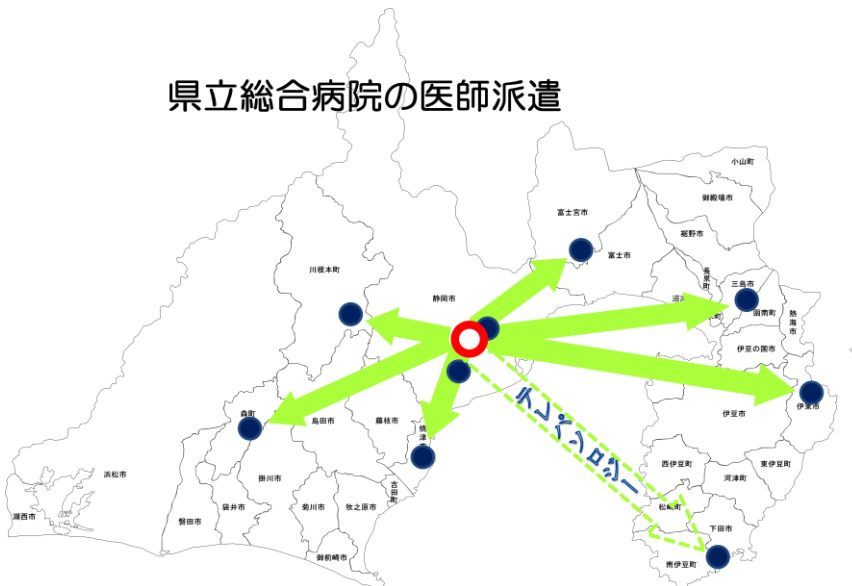 県立総合病院の医師派遣
小山町
御殿場市
裾野市
富士宮市
富士市
長泉町
三島市
函南町
熱海市
沼
町
川根本町
静岡市
伊豆の国市
伊東市
伊豆市
テレパソロジー
森町
島田市
藤枝市
焼津市
浜松市
掛川市
吉田町
西伊豆町
東伊豆町
河津町
袋井市
菊川市
牧之原市
松崎町
湖西市
磐田市
下田市
御前崎市
南伊豆町